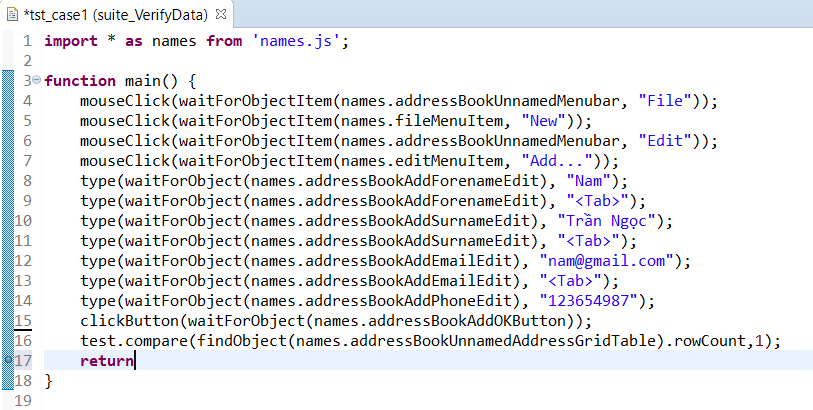 *tst_case1 (suite_VerifyData)
1 import * as names from 'names.js';
2
3 function main() {
4     mouseClick(waitForObjectItem(names.addressBookUnnamedMenubar, "File"));
5     mouseClick(waitForObjectItem(names.fileMenuItem, "New"));
6     mouseClick(waitForObjectItem(names.addressBookUnnamedMenubar, "Edit"));
7     mouseClick(waitForObjectItem(names.editMenuItem, "Add..."));
8     type(waitForObject(names.addressBookAddForenameEdit), "Nam");
9     type(waitForObject(names.addressBookAddForenameEdit), "<Tab>");
10     type(waitForObject(names.addressBookAddSurnameEdit), "Trần Ngọc");
11     type(waitForObject(names.addressBookAddSurnameEdit), "<Tab>");
12     type(waitForObject(names.addressBookAddEmailEdit), "nam@gmail.com");
13     type(waitForObject(names.addressBookAddEmailEdit), "<Tab>");
14     type(waitForObject(names.addressBookAddPhoneEdit), "123654987");
15     clickButton(waitForObject(names.addressBookAddOKButton));
16     test.compare(findObject(names.addressBookUnnamedAddressGridTable).rowCount,1);
17     return
18 }
19